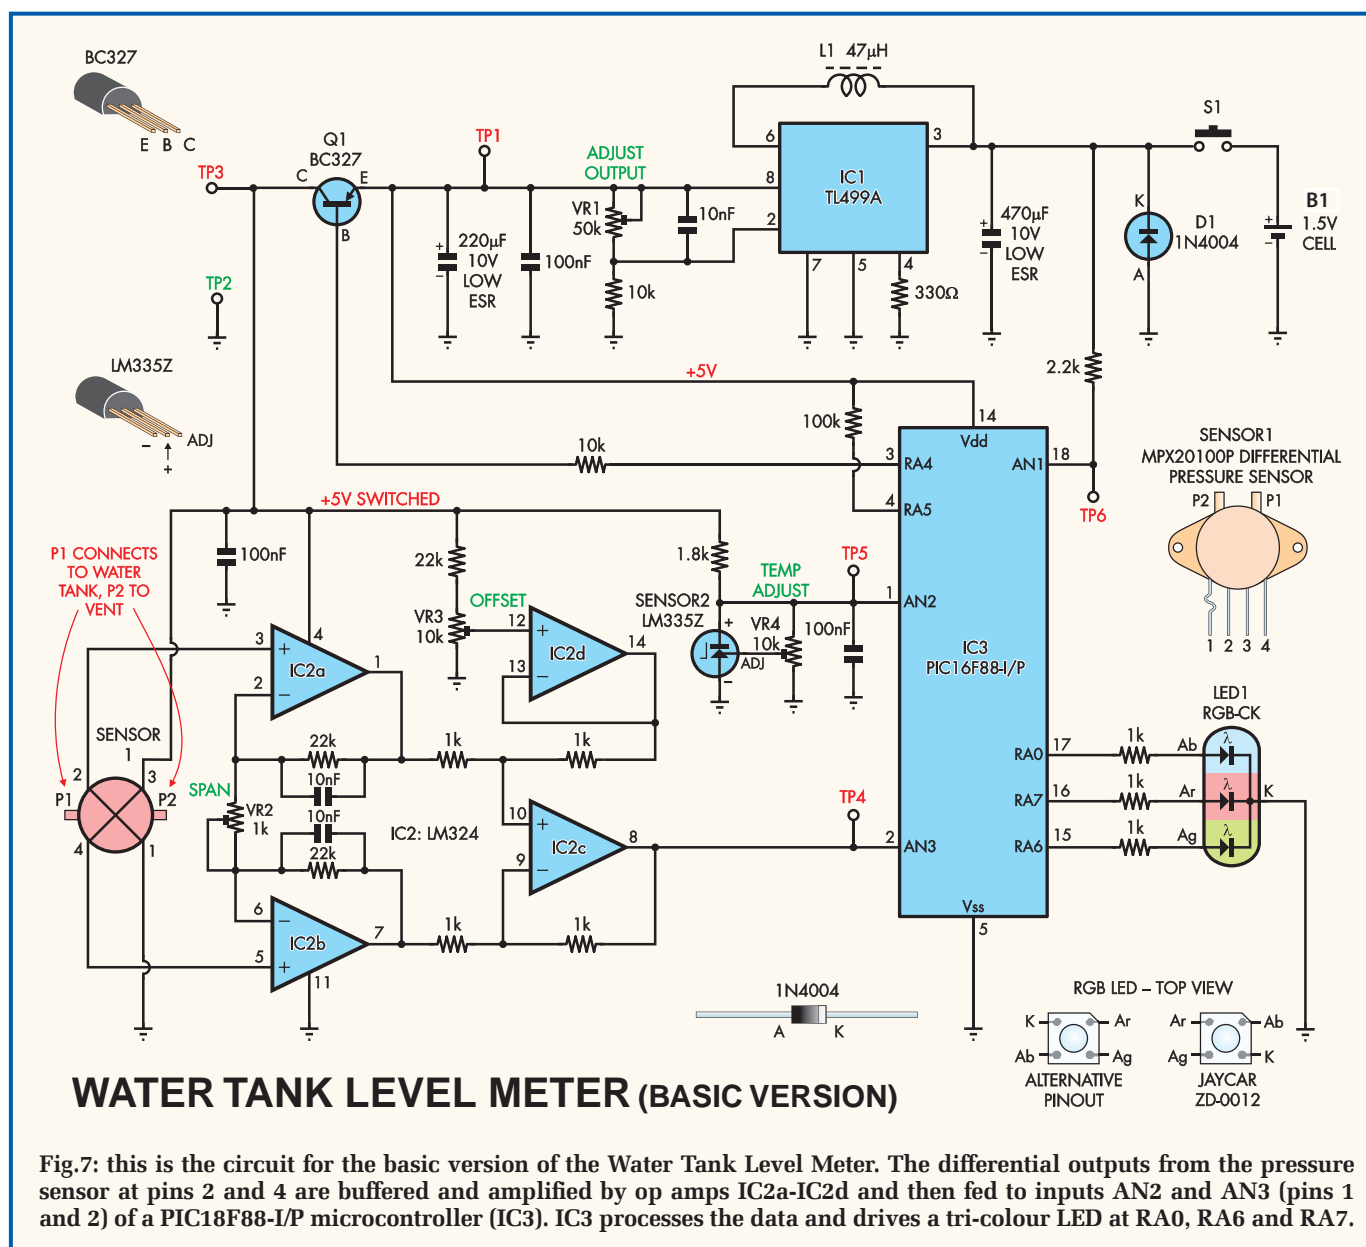 BC327
E B C
Q1
BC327
C
E
B
TP3
TP1
TP2
ADJUST
OUTPUT
L1 47µH
6
3
8
2
IC1
TL499A
7
5
4
S1
VR1
50k
10nF
220µF
10V
LOW
ESR
+
–
100nF
10k
330Ω
470µF
10V
LOW
ESR
+
–
K
D1
1N4004
A
B1
1.5V
CELL
+
–
LM335Z
–
+
ADJ
+5V
2.2k
100k
10k
14
Vdd
3
RA4
AN1
18
4
RA5
TP6
SENSOR1
MPX20100P DIFFERENTIAL
PRESSURE SENSOR
P2
P1
1 2 3 4
+5V SWITCHED
P1 CONNECTS
TO WATER
TANK, P2 TO
VENT
100nF
22k
1.8k
TP5
OFFSET
VR3
10k
TEMP
ADJUST
SENSOR2
LM335Z
+
–
ADJ
VR4
10k
100nF
1
AN2
IC3
PIC16F88-I/P
3
+
2
–
4
IC2a
1
12
+
13
–
IC2d
14
LED1
RGB-CK
SENSOR
1
2
3
P1
P2
4
1
SPAN
VR2
1k
22k
10nF
10nF
22k
1k
1k
IC2: LM324
10
+
9
–
IC2c
8
TP4
2
AN3
RA0
17
1k
Ab
λ
RA7
16
1k
Ar
λ
K
RA6
15
1k
Ag
λ
6
–
5
+
IC2b
7
11
1k
1k
Vss
5
1N4004
A
K
RGB LED – TOP VIEW
K
Ar
Ab
Ag
ALTERNATIVE
PINOUT
Ar
Ab
Ag
K
JAYCAR
ZD-0012
WATER TANK LEVEL METER (BASIC VERSION)
Fig.7: this is the circuit for the basic version of the Water Tank Level Meter. The differential outputs from the pressure
sensor at pins 2 and 4 are buffered and amplified by op amps IC2a-IC2d and then fed to inputs AN2 and AN3 (pins 1
and 2) of a PIC18F88-I/P microcontroller (IC3). IC3 processes the data and drives a tri-colour LED at RA0, RA6 and RA7.